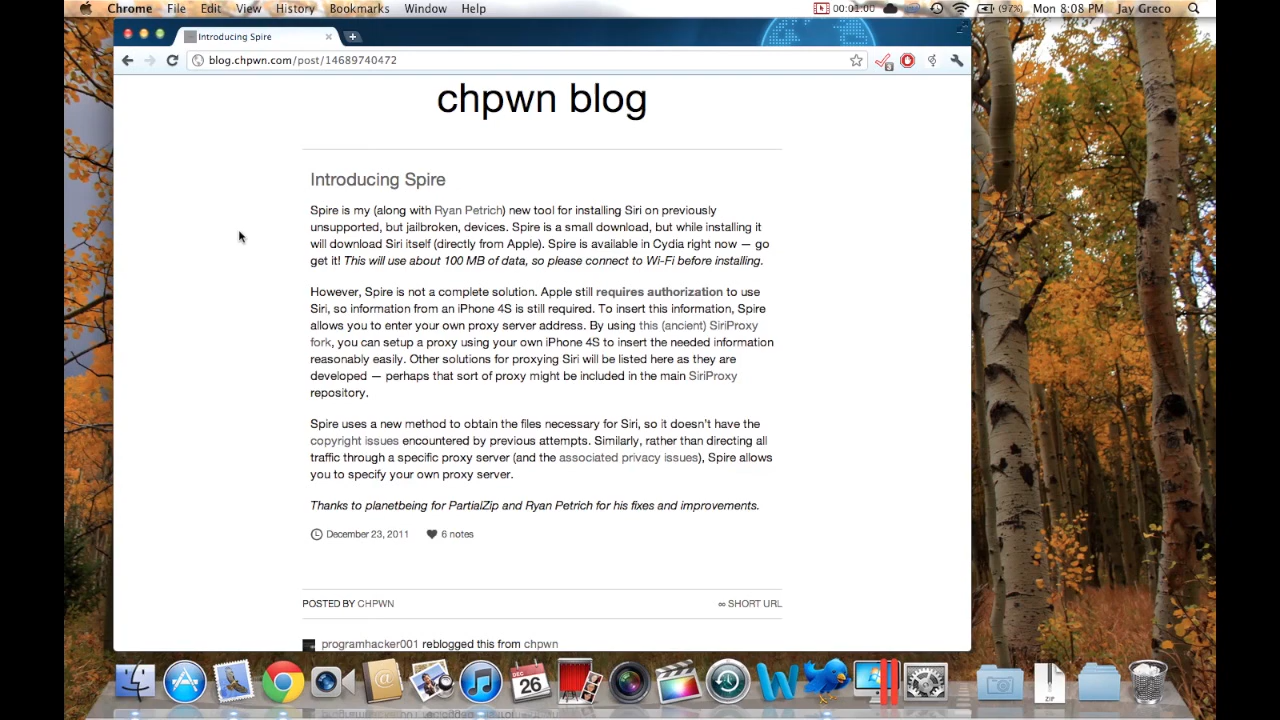 Chrome File Edit View History Bookmarks Window Help 00:01:00 (97%) Mon 8:08 PM Jay Greco
Introducing Spire
blog.chpwn.com/post/14689740472
chpwn blog
Introducing Spire
Spire is my (along with Ryan Petrich) new tool for installing Siri on previously
unsupported, but jailbroken, devices. Spire is a small download, but while installing it
will download Siri itself (directly from Apple). Spire is available in Cydia right now — go
get it! This will use about 100 MB of data, so please connect to Wi-Fi before installing.
However, Spire is not a complete solution. Apple still requires authorization to use
Siri, so information from an iPhone 4S is still required. To insert this information, Spire
allows you to enter your own proxy server address. By using this (ancient) SiriProxy
fork, you can setup a proxy using your own iPhone 4S to insert the needed information
reasonably easily. Other solutions for proxying Siri will be listed here as they are
developed — perhaps that sort of proxy might be included in the main SiriProxy
repository.
Spire uses a new method to obtain the files necessary for Siri, so it doesn't have the
copyright issues encountered by previous attempts. Similarly, rather than directing all
traffic through a specific proxy server (and the associated privacy issues), Spire allows
you to specify your own proxy server.
Thanks to planetbeing for PartialZip and Ryan Petrich for his fixes and improvements.
December 23, 2011 6 notes
POSTED BY CHPWN ∞ SHORT URL
programhacker001 reblogged this from chpwn
DEC
26
ZIP